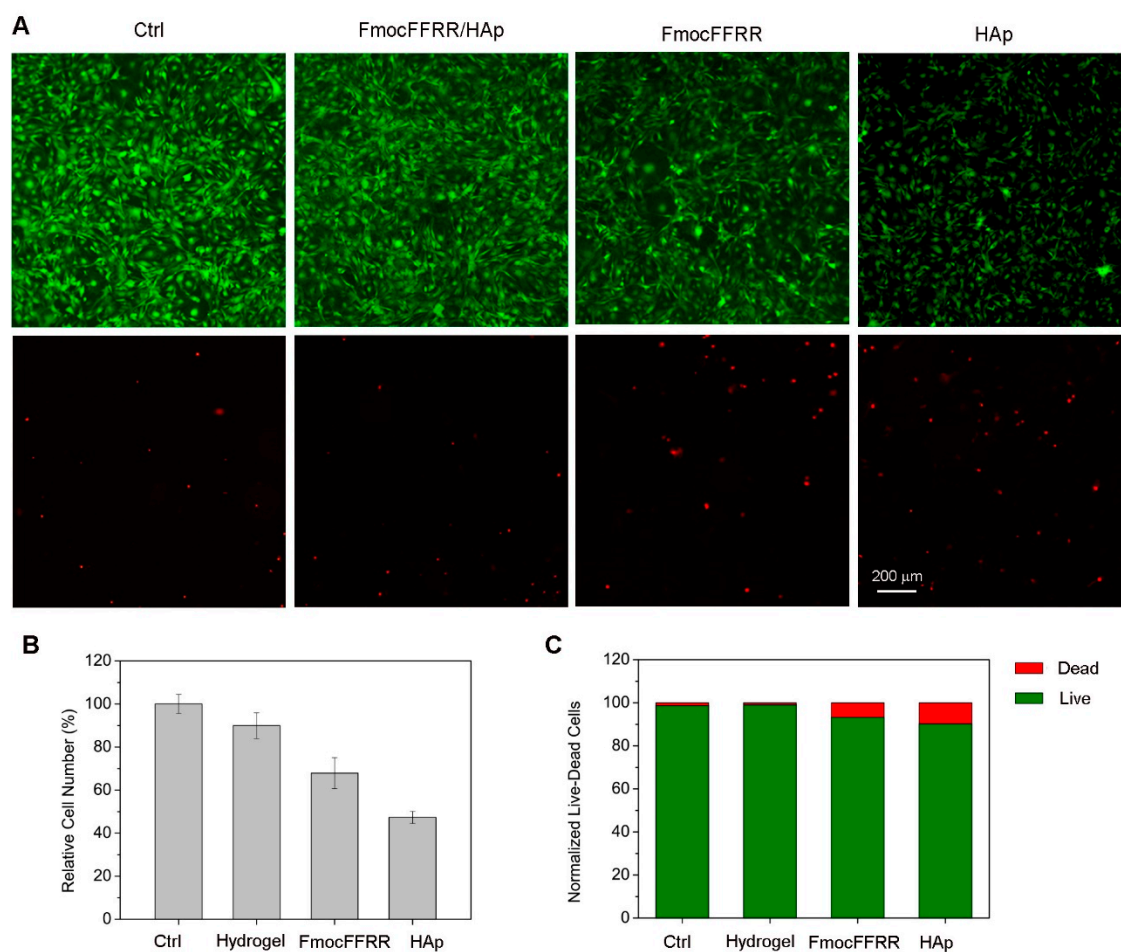 A
Ctrl
FmocFFRR/HAp
FmocFFRR
HAp
200 μm
B
Relative Cell Number (%)
120
100
80
60
40
20
0
Ctrl
Hydrogel
FmocFFRR
HAp
C
Normalized Live-Dead Cells
120
100
80
60
40
20
0
Ctrl
Hydrogel
FmocFFRR
HAp
Dead
Live